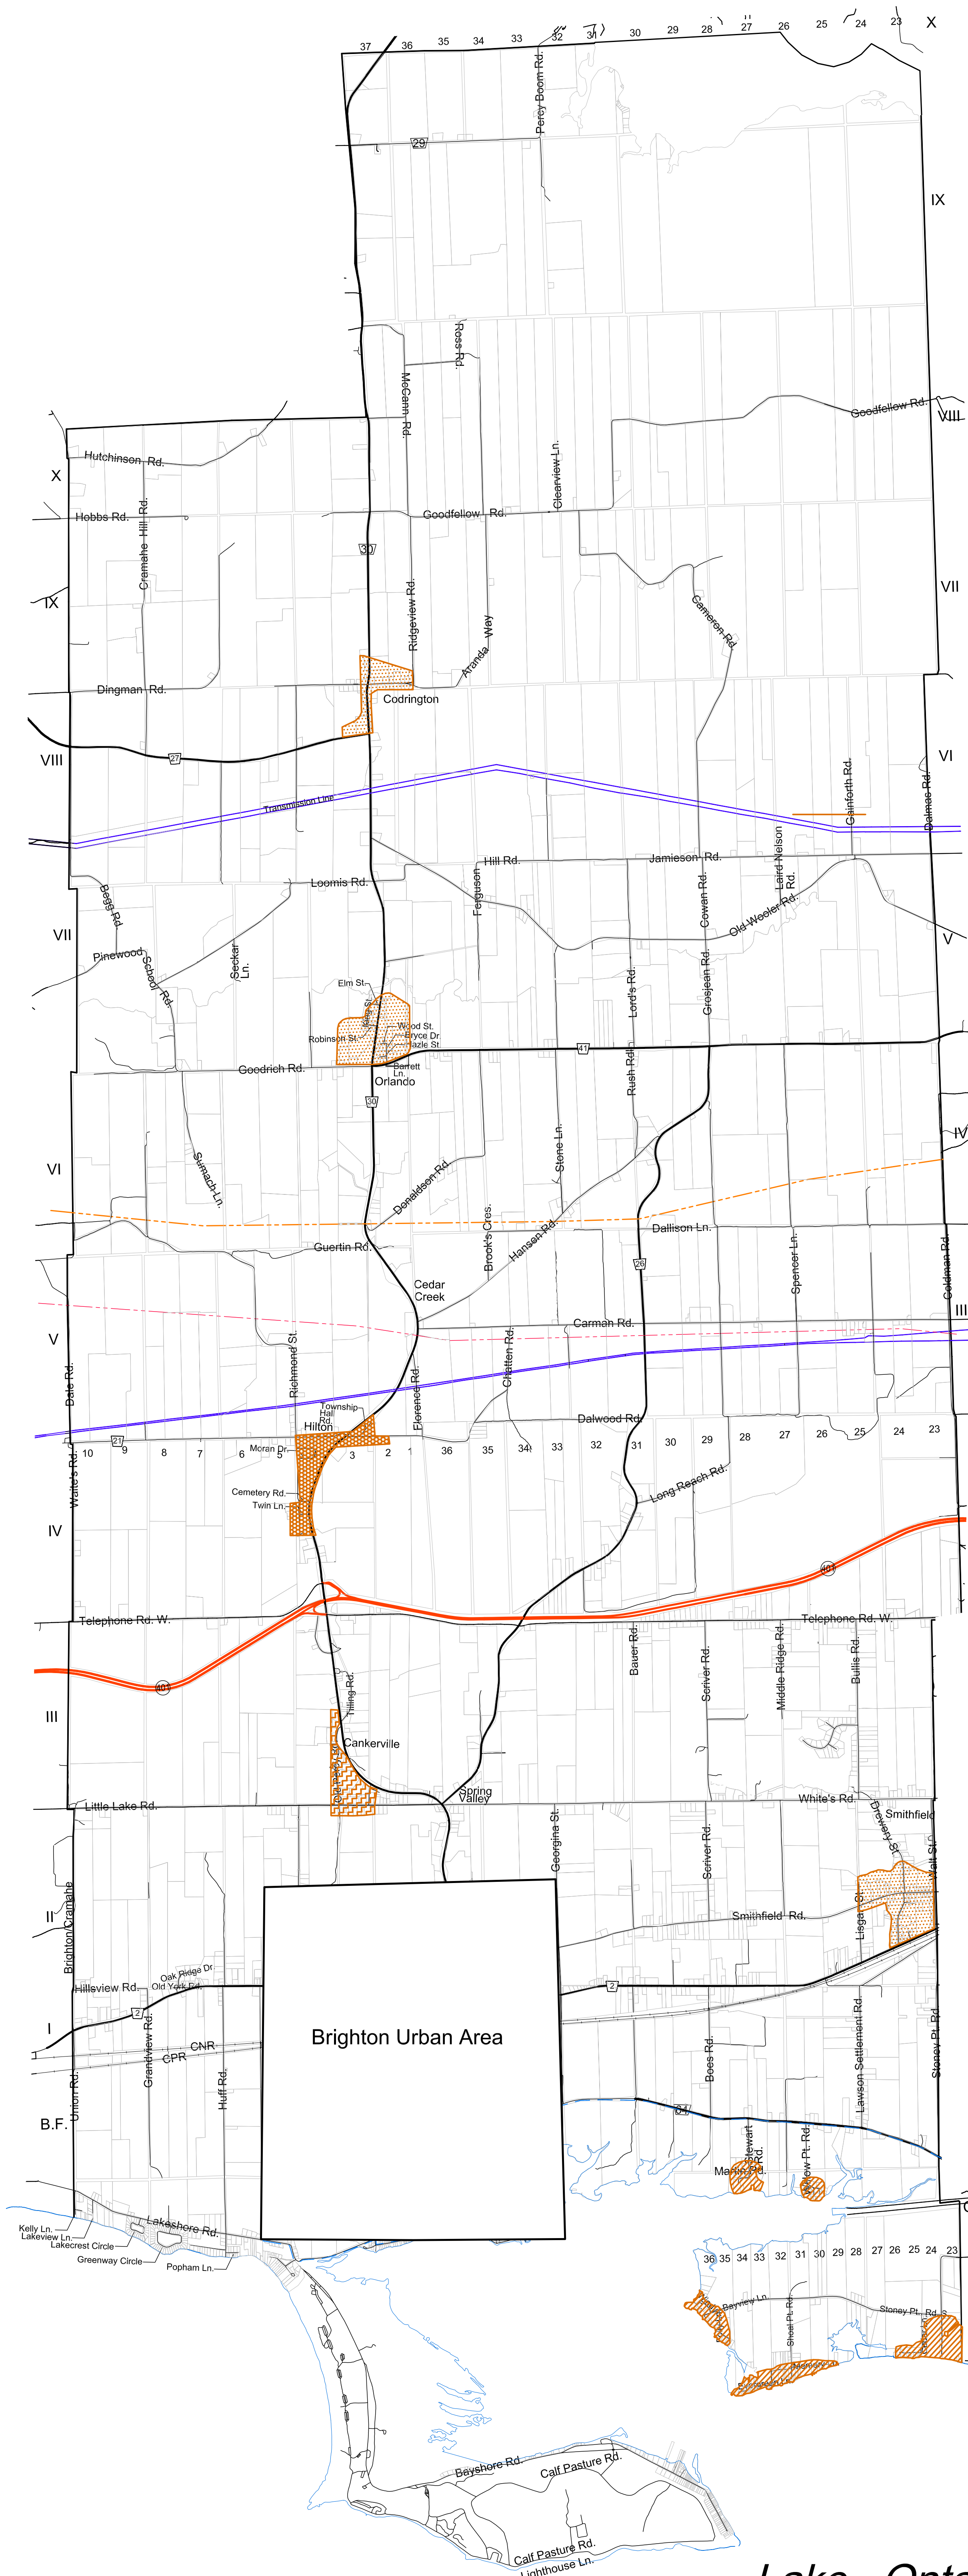 37 36 35 34 33 32 31 30 29 28 27 26 25 24 23 X
Percy Boom Rd.
29
IX
Ross Rd.
McCann Rd.
Goodfellow Rd.
VIII
Hutchinson Rd.
X
Clearview Ln.
Hobbs Rd.
Cramahe Hill Rd.
Goodfellow Rd.
30
IX
Ridgeview Rd.
Aranda Way
Cameron Rd.
VII
Dingman Rd.
Codrington
VIII
27
VI
Transmission Line
Gainforth Rd.
Dalmas Rd.
Hill Rd.
Jamieson Rd.
Laird Nelson
Rd.
Loomis Rd.
Ferguson
Cowan Rd.
Old Wooler Rd.
Begg Rd.
VII
V
Pinewood
School Rd.
Seckar
Ln.
Lord's Rd.
Grosjean Rd.
Elm St.
King St.
Robinson St.
Wood St.
Bryce Dr
Hazle St.
Barrett
Ln.
41
Goodrich Rd.
Orlando
Rush Rd.
30
IV
VI
Sumach Ln.
Donaldson Rd.
Stone Ln.
Brook's Cres.
Hansen Rd.
Dallison Ln.
Guertin Rd.
26
Spencer Ln.
Goldman Rd.
Cedar
Creek
III
Carman Rd.
V
Dale Rd.
Richmond St.
Florence Rd.
Chatten Rd.
Township
Hall
Rd.
Hilton
Dalwood Rd.
21
Moran Dr.
10 9 8 7 6 5 3 2 1 36 35 34 33 32 31 30 29 28 27 26 25 24 23
Waite's Rd.
Cemetery Rd.
Twin Ln.
Long Reach Rd.
IV
401
Telephone Rd. W.
Telephone Rd. W.
Bauer Rd.
Scriver Rd.
Middle Ridge Rd.
Bullis Rd.
401
III
Tilling Rd.
Cankerville
Spring
Valley
Little Lake Rd.
White's Rd.
Drewery St
Smithfield
Georgina St.
Scriver Rd.
Walt St.
II
Brighton/Cramahe
Smithfield Rd.
Lisgar St.
Oak Ridge Dr.
Hillsview Rd.
Old York Rd.
2
2
I
Grandview Rd.
CNR
CPR
Brighton Urban Area
Union Rd.
Huff Rd.
Boes Rd.
Lawson Settlement Rd.
Stoney Pt. Rd
B.F.
64
Stewart
Rd.
Martin Rd.
Willow Pt. Rd.
Lakeshore Rd.
Kelly Ln.
Lakeview Ln.
Lakecrest Circle
Greenway Circle
Popham Ln.
36 35 34 33 32 31 30 29 28 27 26 25 24 23
Bayview Ln
Shoal Pt. Rd.
Stoney Pt. Rd. S.
Memory Ln.
Evergreen Ln.
Bayshore Rd.
Calf Pasture Rd.
Calf Pasture Rd.
Lighthouse Ln.
Lake Onta